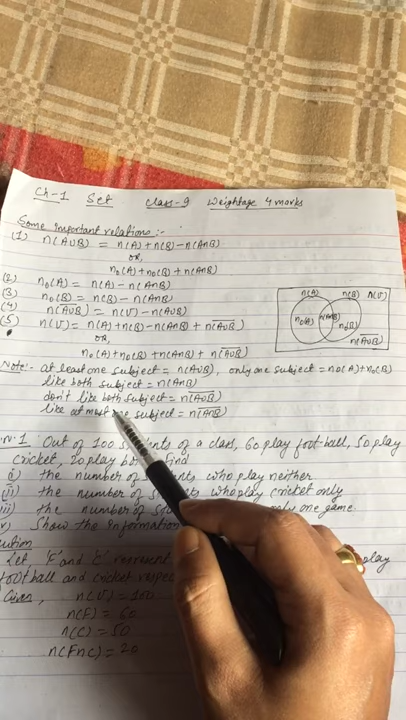 Ch-1 Set Class-9 Weightage 4 marks
Some important relations :-
(1) n(A∪B) = n(A) + n(B) - n(A∩B)
or,
n₀(A) + n₀(B) + n(A∩B)
(2) n₀(A) = n(A) - n(A∩B)
(3) n₀(B) = n(B) - n(A∩B)
(4) n(A̅∪̅B̅) = n(U) - n(A∪B)
(5) n(U) = n(A) + n(B) - n(A∩B) + n(A̅∪̅B̅)
or,
n₀(A) + n₀(B) + n(A∩B) + n(A̅∪̅B̅)
n(A) n(B) n(U)
n₀(A) n(A∩B) n₀(B)
n(A̅∪̅B̅)
Note:- at least one subject = n(A∪B), only one subject = n₀(A) + n₀(B)
like both subject = n(A∩B)
don't like both subject = n(A̅∪̅B̅)
like at most one subject = n(A̅∩̅B̅)
.N.1 Out of 100 of a class, 60 play foot-ball, 50 play
cricket, 20 play find
i) the number of who play neither
ii) the number of who play cricket only
iii) the number of only one game.
v) Show the information
Let 'F' and 'C' represent play
football and cricket
Given, n(U) = 100
n(F) = 60
n(C) = 50
n(F∩C) = 20